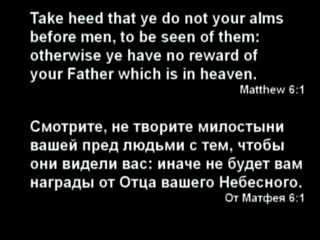 Take heed that ye do not your alms
before men, to be seen of them:
otherwise ye have no reward of
your Father which is in heaven.
Matthew 6:1
Смотрите, не творите милостыни
вашей пред людьми с тем, чтобы
они видели вас: иначе не будет вам
награды от Отца вашего Небесного.
От Матфея 6:1